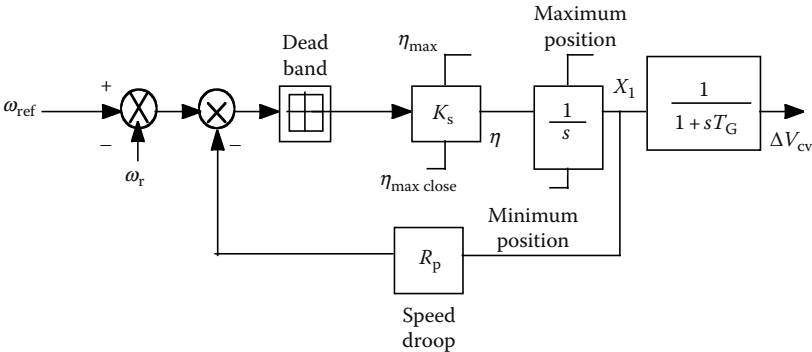 Maximum
position
Dead
band
η_max
ω_ref
+
−
ω_r
−
K_s
η
1
s
X_1
1
1 + sT_G
ΔV_cv
η_max close
Minimum
position
R_p
Speed
droop